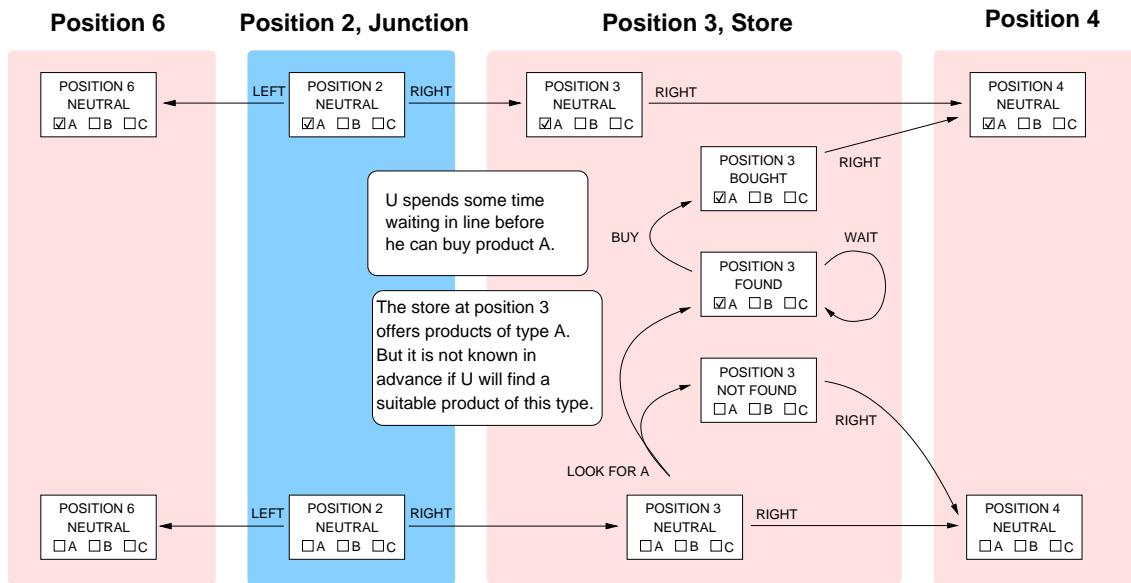 Position 6
Position 2, Junction
Position 3, Store
Position 4
POSITION 6
NEUTRAL
☑A ☐B ☐C
LEFT
POSITION 2
NEUTRAL
☑A ☐B ☐C
RIGHT
POSITION 3
NEUTRAL
☑A ☐B ☐C
RIGHT
POSITION 4
NEUTRAL
☑A ☐B ☐C
POSITION 3
BOUGHT
☑A ☐B ☐C
RIGHT
U spends some time
waiting in line before
he can buy product A.
BUY
WAIT
POSITION 3
FOUND
☑A ☐B ☐C
The store at position 3
offers products of type A.
But it is not known in
advance if U will find a
suitable product of this type.
POSITION 3
NOT FOUND
☐A ☐B ☐C
RIGHT
LOOK FOR A
POSITION 6
NEUTRAL
☐A ☐B ☐C
LEFT
POSITION 2
NEUTRAL
☐A ☐B ☐C
RIGHT
POSITION 3
NEUTRAL
☐A ☐B ☐C
RIGHT
POSITION 4
NEUTRAL
☐A ☐B ☐C